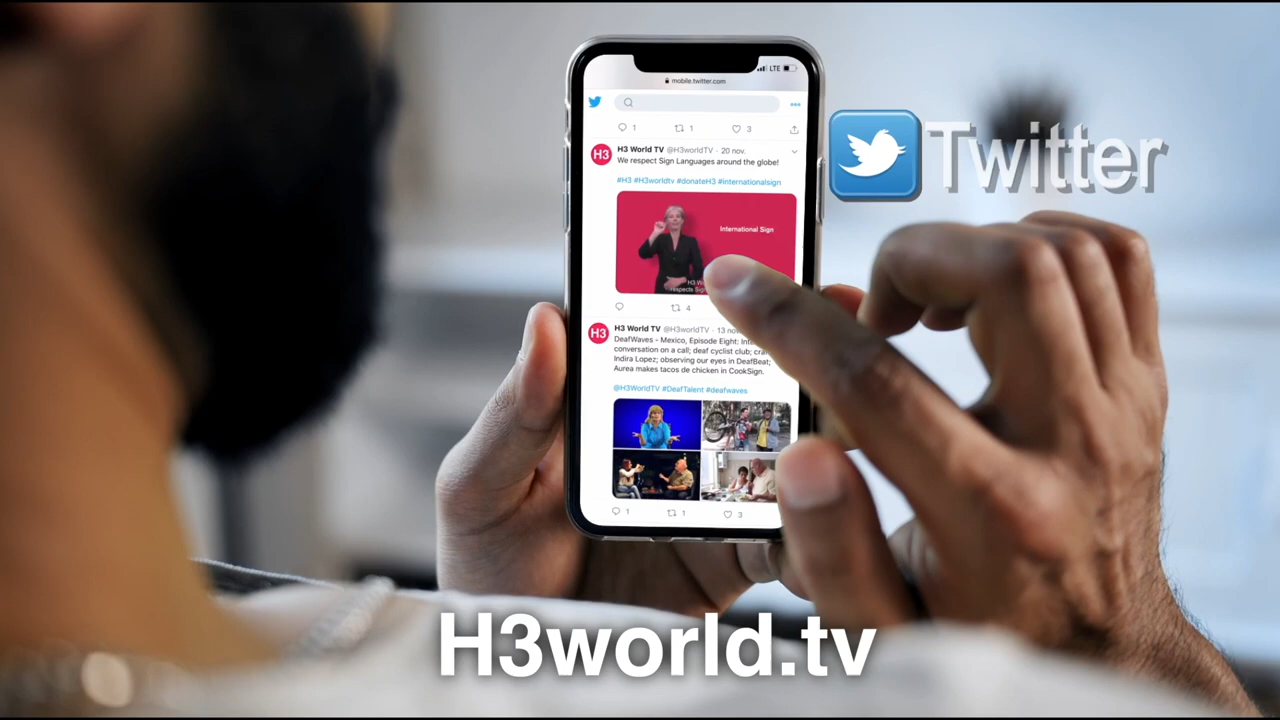 LTE
mobile.twitter.com
1 1 3
H3 H3 World TV @H3worldTV · 20 nov.
We respect Sign Languages around the globe!
#H3 #H3worldtv #donateH3 #internationalsign
International Sign
H3
respects
4
H3 H3 World TV @H3worldTV · 13
DeafWaves - Mexico, Episode Eight:
conversation on a call; deaf cyclist club;
Indira Lopez; observing our eyes in DeafBeat;
Aurea makes tacos de chicken in CookSign.
@H3WorldTV #DeafTalent #deafwaves
1 1 3
Twitter
H3world.tv